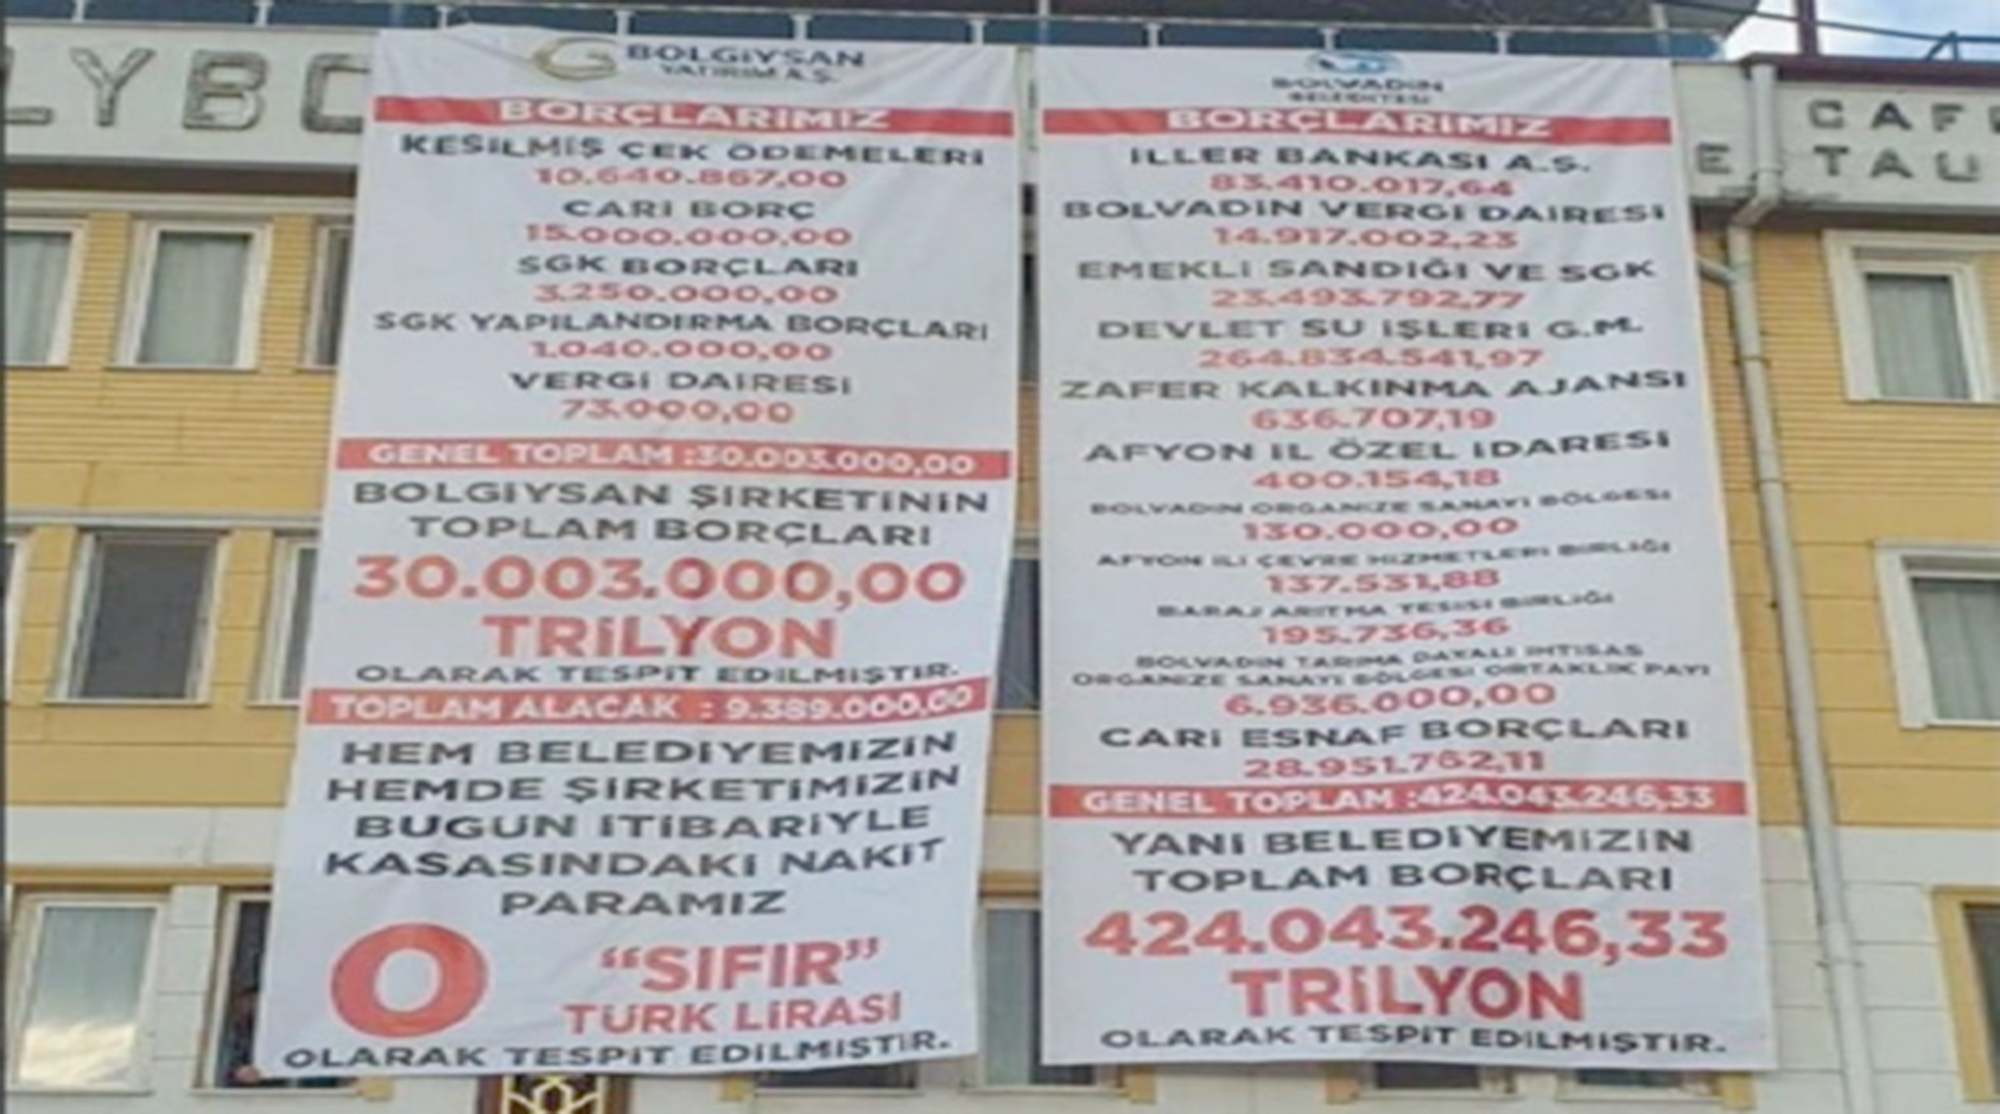 LYBO
BOLGİYSAN
YATIRIM A.Ş.
BORÇLARIMIZ
KESİLMİŞ ÇEK ÖDEMELERİ
10.640.867,00
CARİ BORÇ
15.000.000,00
SGK BORÇLARI
3.250.000,00
SGK YAPILANDIRMA BORÇLARI
1.040.000,00
VERGİ DAİRESİ
73.000,00
GENEL TOPLAM :30.003.000,00
BOLGİYSAN ŞİRKETİNİN
TOPLAM BORÇLARI
30.003.000,00
TRİLYON
OLARAK TESPİT EDİLMİŞTİR.
TOPLAM ALACAK : 9.389.000,00
HEM BELEDİYEMİZİN
HEMDE ŞİRKETİMİZİN
BUGÜN İTİBARİYLE
KASASINDAKİ NAKİT
PARAMIZ
0 "SIFIR"
TÜRK LİRASI
OLARAK TESPİT EDİLMİŞTİR.
BOLVADİN
BELEDİYESİ
BORÇLARIMIZ
İLLER BANKASI A.Ş.
83.410.017,64
BOLVADİN VERGİ DAİRESİ
14.917.002,23
EMEKLİ SANDIĞI VE SGK
23.493.792,77
DEVLET SU İŞLERİ G.M.
264.834.541,97
ZAFER KALKINMA AJANSI
636.707,19
AFYON İL ÖZEL İDARESİ
400.154,18
BOLVADİN ORGANİZE SANAYİ BÖLGESİ
130.000,00
AFYON İLİ ÇEVRE HİZMETLERİ BİRLİĞİ
137.531,88
BARAJ ARITMA TESİSİ BİRLİĞİ
195.736,36
BOLVADİN TARIMA DAYALI İHTİSAS
ORGANİZE SANAYİ BÖLGESİ ORTAKLIK PAYI
6.936.000,00
CARİ ESNAF BORÇLARI
28.951.762,11
GENEL TOPLAM :424.043.246,33
YANİ BELEDİYEMİZİN
TOPLAM BORÇLARI
424.043.246,33
TRİLYON
OLARAK TESPİT EDİLMİŞTİR.
E
CAF
TAU